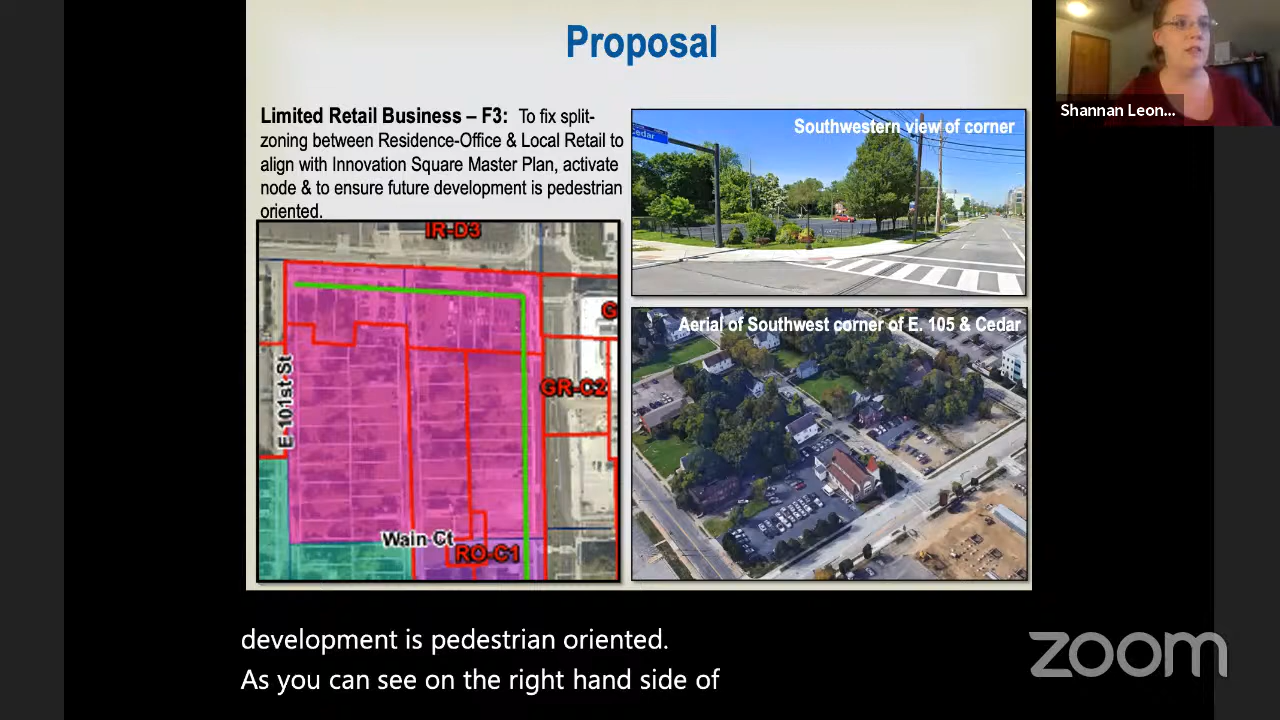 Proposal
Limited Retail Business – F3: To fix split-
zoning between Residence-Office & Local Retail to
align with Innovation Square Master Plan, activate
node & to ensure future development is pedestrian
oriented.
IR-D3
G
GR-C2
E 101st St
Wain Ct
RO-C1
Cedar
Southwestern view of corner
Aerial of Southwest corner of E. 105 & Cedar
Shannan Leon...
development is pedestrian oriented.
As you can see on the right hand side of
zoom